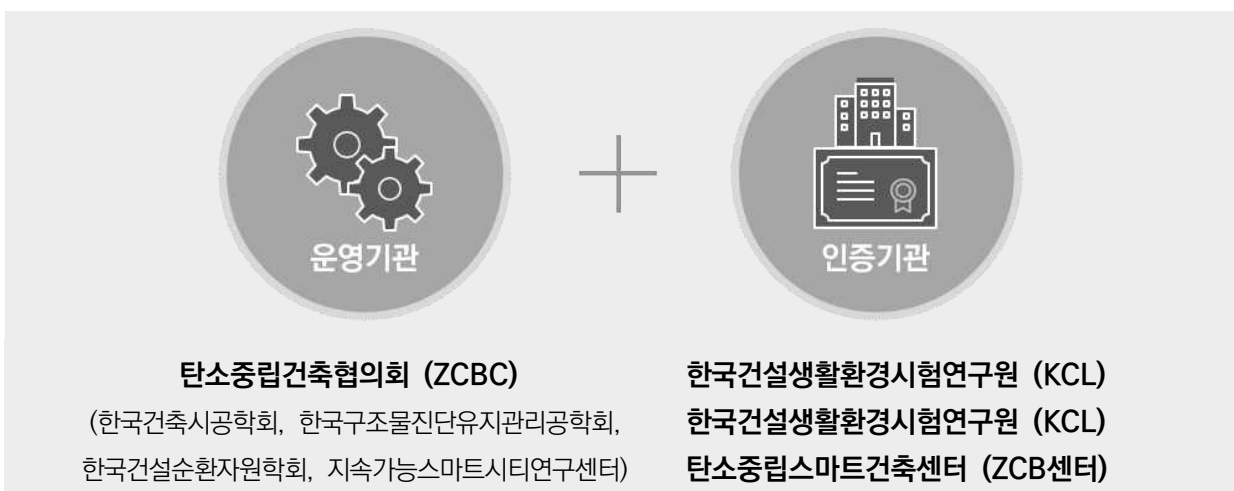 운영기관
인증기관
탄소중립건축협의회 (ZCBC)
(한국건축시공학회, 한국구조물진단유지관리공학회,
한국건설순환자원학회, 지속가능스마트시티연구센터)
한국건설생활환경시험연구원 (KCL)
한국건설생활환경시험연구원 (KCL)
탄소중립스마트건축센터 (ZCB센터)